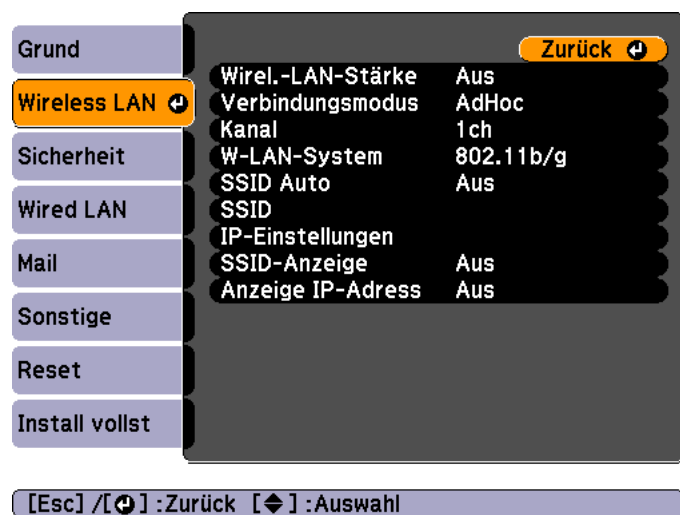 Grund
Wireless LAN
Sicherheit
Wired LAN
Mail
Sonstige
Reset
Install vollst
Zurück
Wirel.-LAN-Stärke Aus
Verbindungsmodus AdHoc
Kanal 1ch
W-LAN-System 802.11b/g
SSID Auto Aus
SSID
IP-Einstellungen
SSID-Anzeige Aus
Anzeige IP-Adress Aus
[Esc] /[⏎] :Zurück [◆] :Auswahl